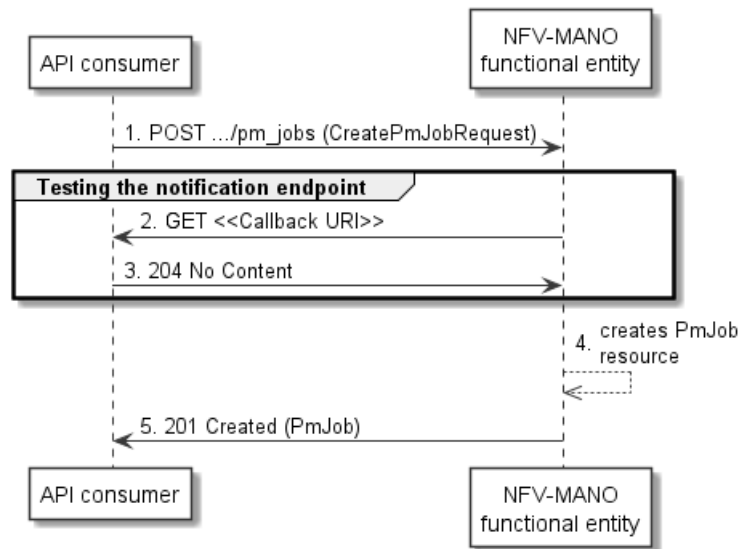 API consumer
NFV-MANO
functional entity
1. POST .../pm_jobs (CreatePmJobRequest)
Testing the notification endpoint
2. GET <<Callback URI>>
3. 204 No Content
4. creates PmJob
resource
5. 201 Created (PmJob)
API consumer
NFV-MANO
functional entity